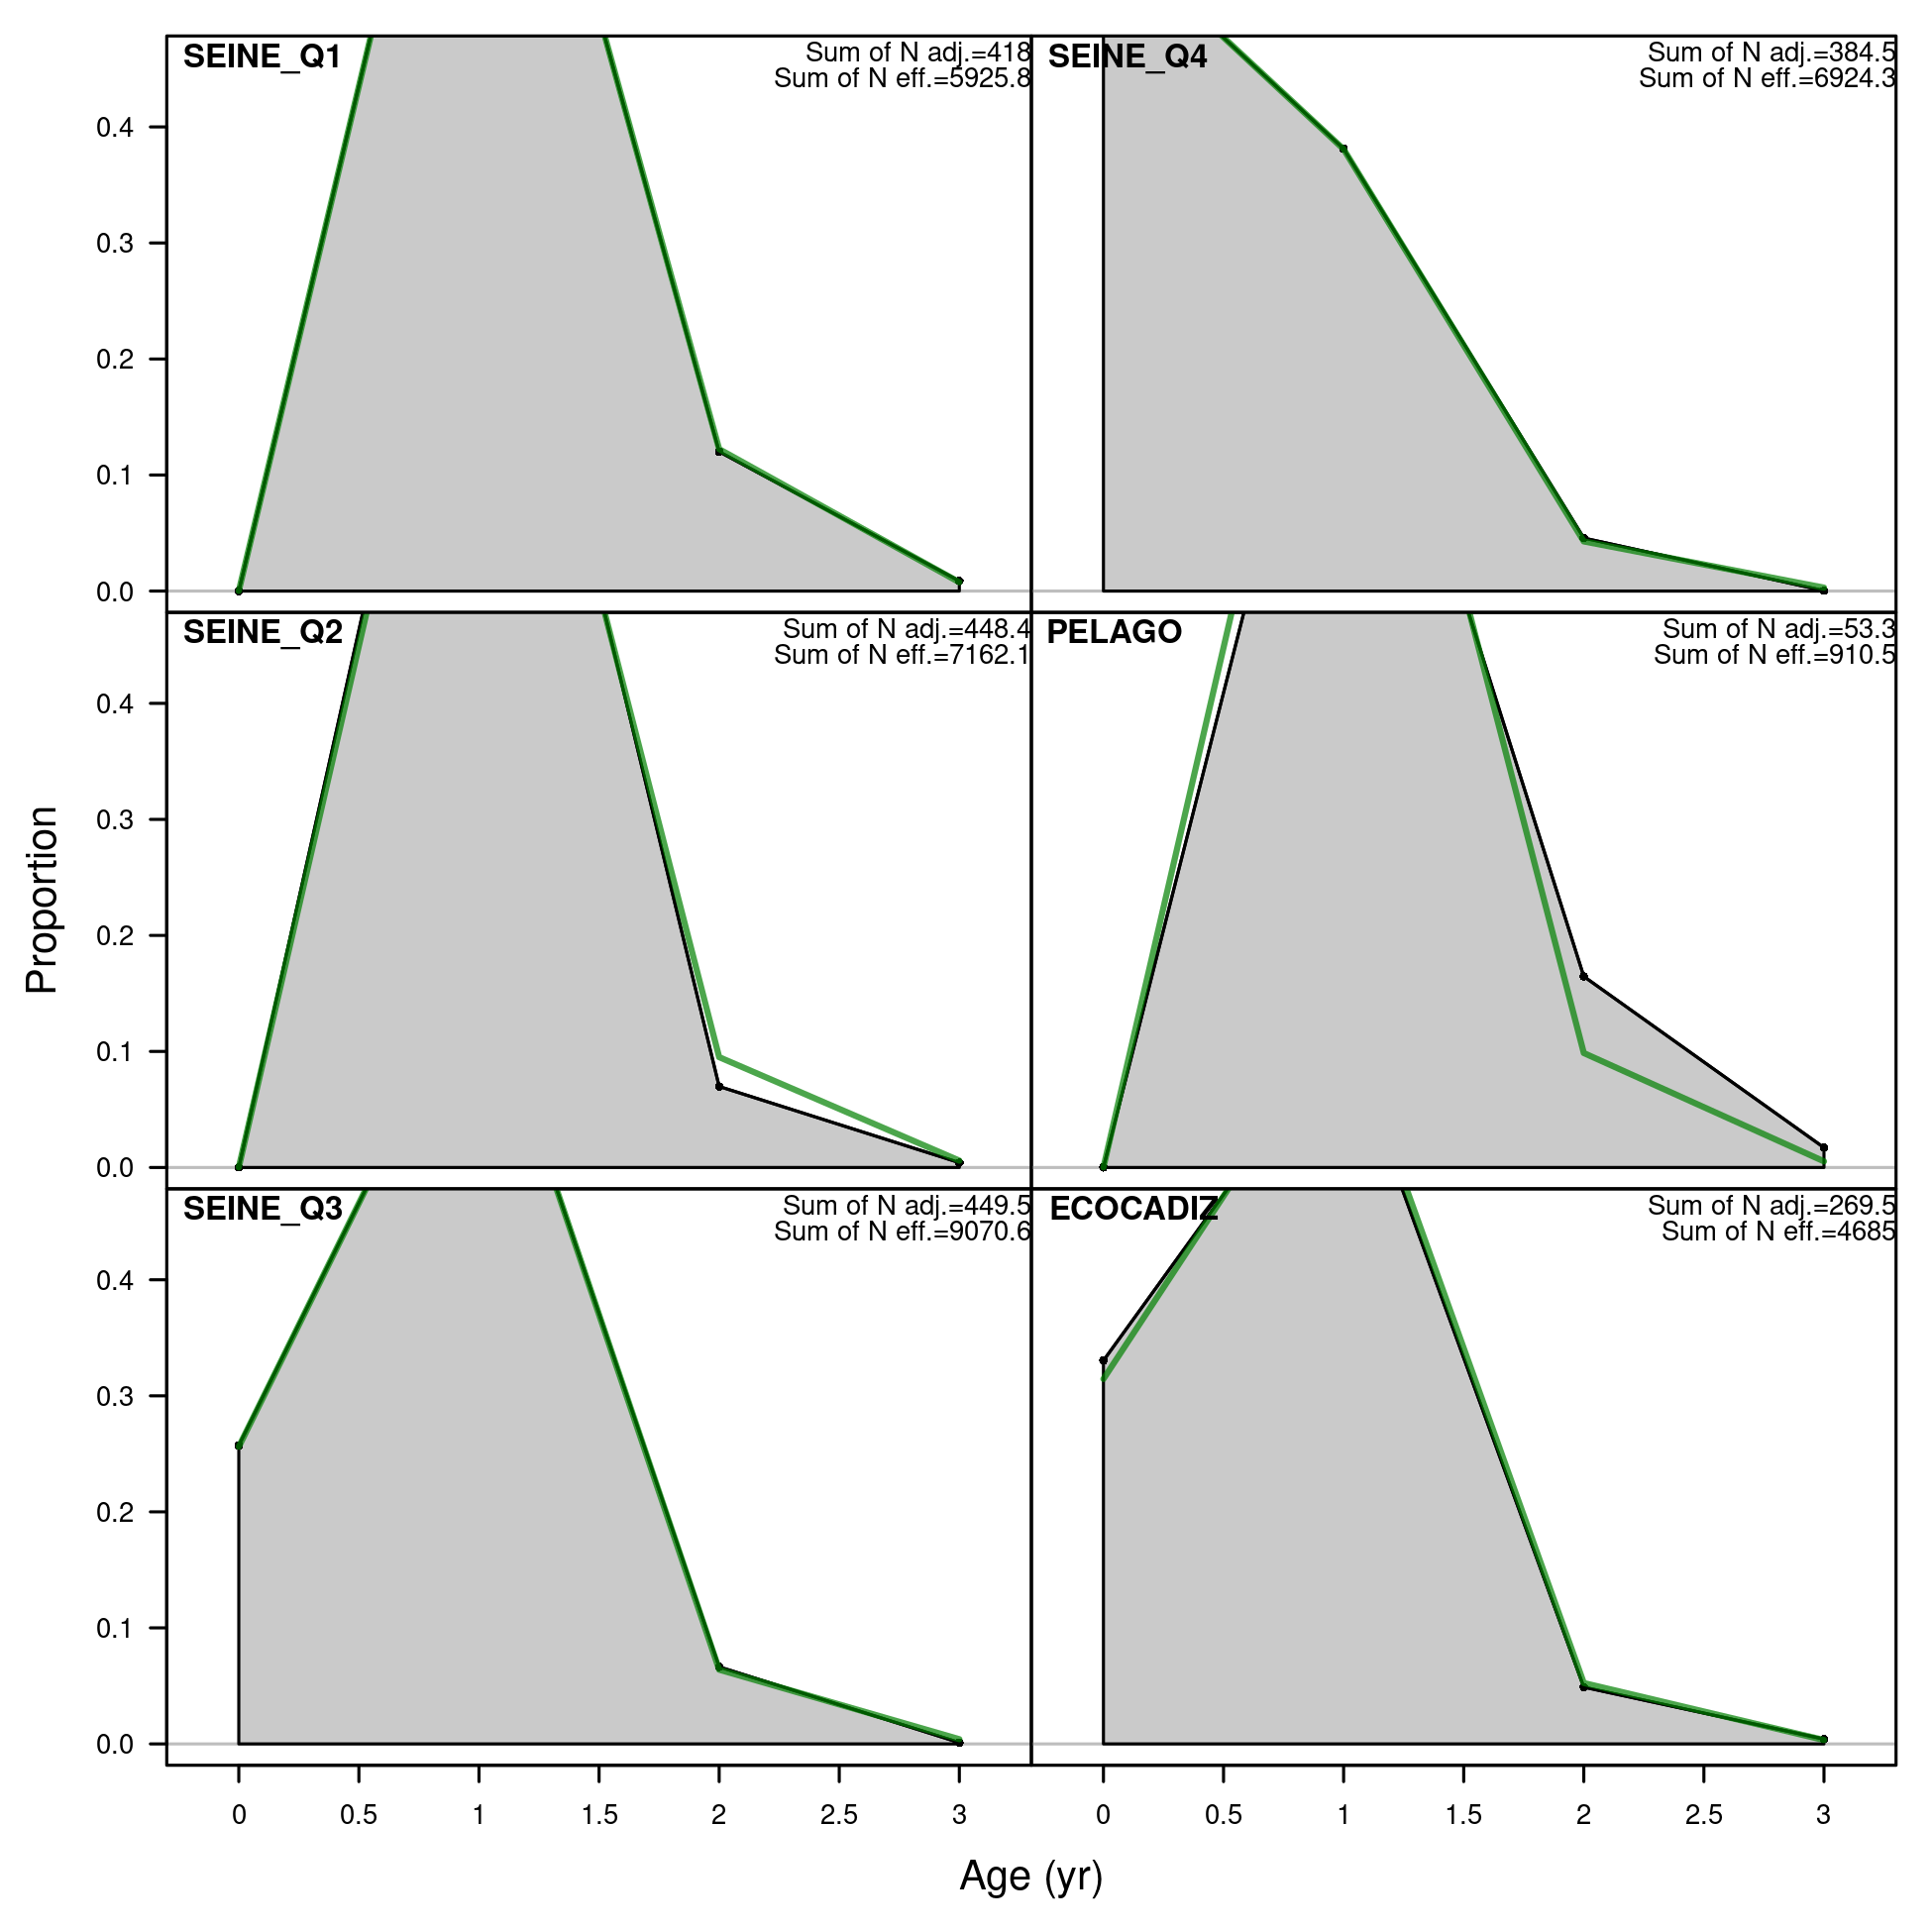 SEINE_Q1
Sum of N adj.=418
Sum of N eff.=5925.8
0.4
0.3
0.2
0.1
0.0
SEINE_Q4
Sum of N adj.=384.5
Sum of N eff.=6924.3
SEINE_Q2
Sum of N adj.=448.4
Sum of N eff.=7162.1
0.4
0.3
0.2
0.1
0.0
PELAGO
Sum of N adj.=53.3
Sum of N eff.=910.5
SEINE_Q3
Sum of N adj.=449.5
Sum of N eff.=9070.6
0.4
0.3
0.2
0.1
0.0
ECOCADIZ
Sum of N adj.=269.5
Sum of N eff.=4685
0 0.5 1 1.5 2 2.5 3
0 0.5 1 1.5 2 2.5 3
Proportion
Age (yr)